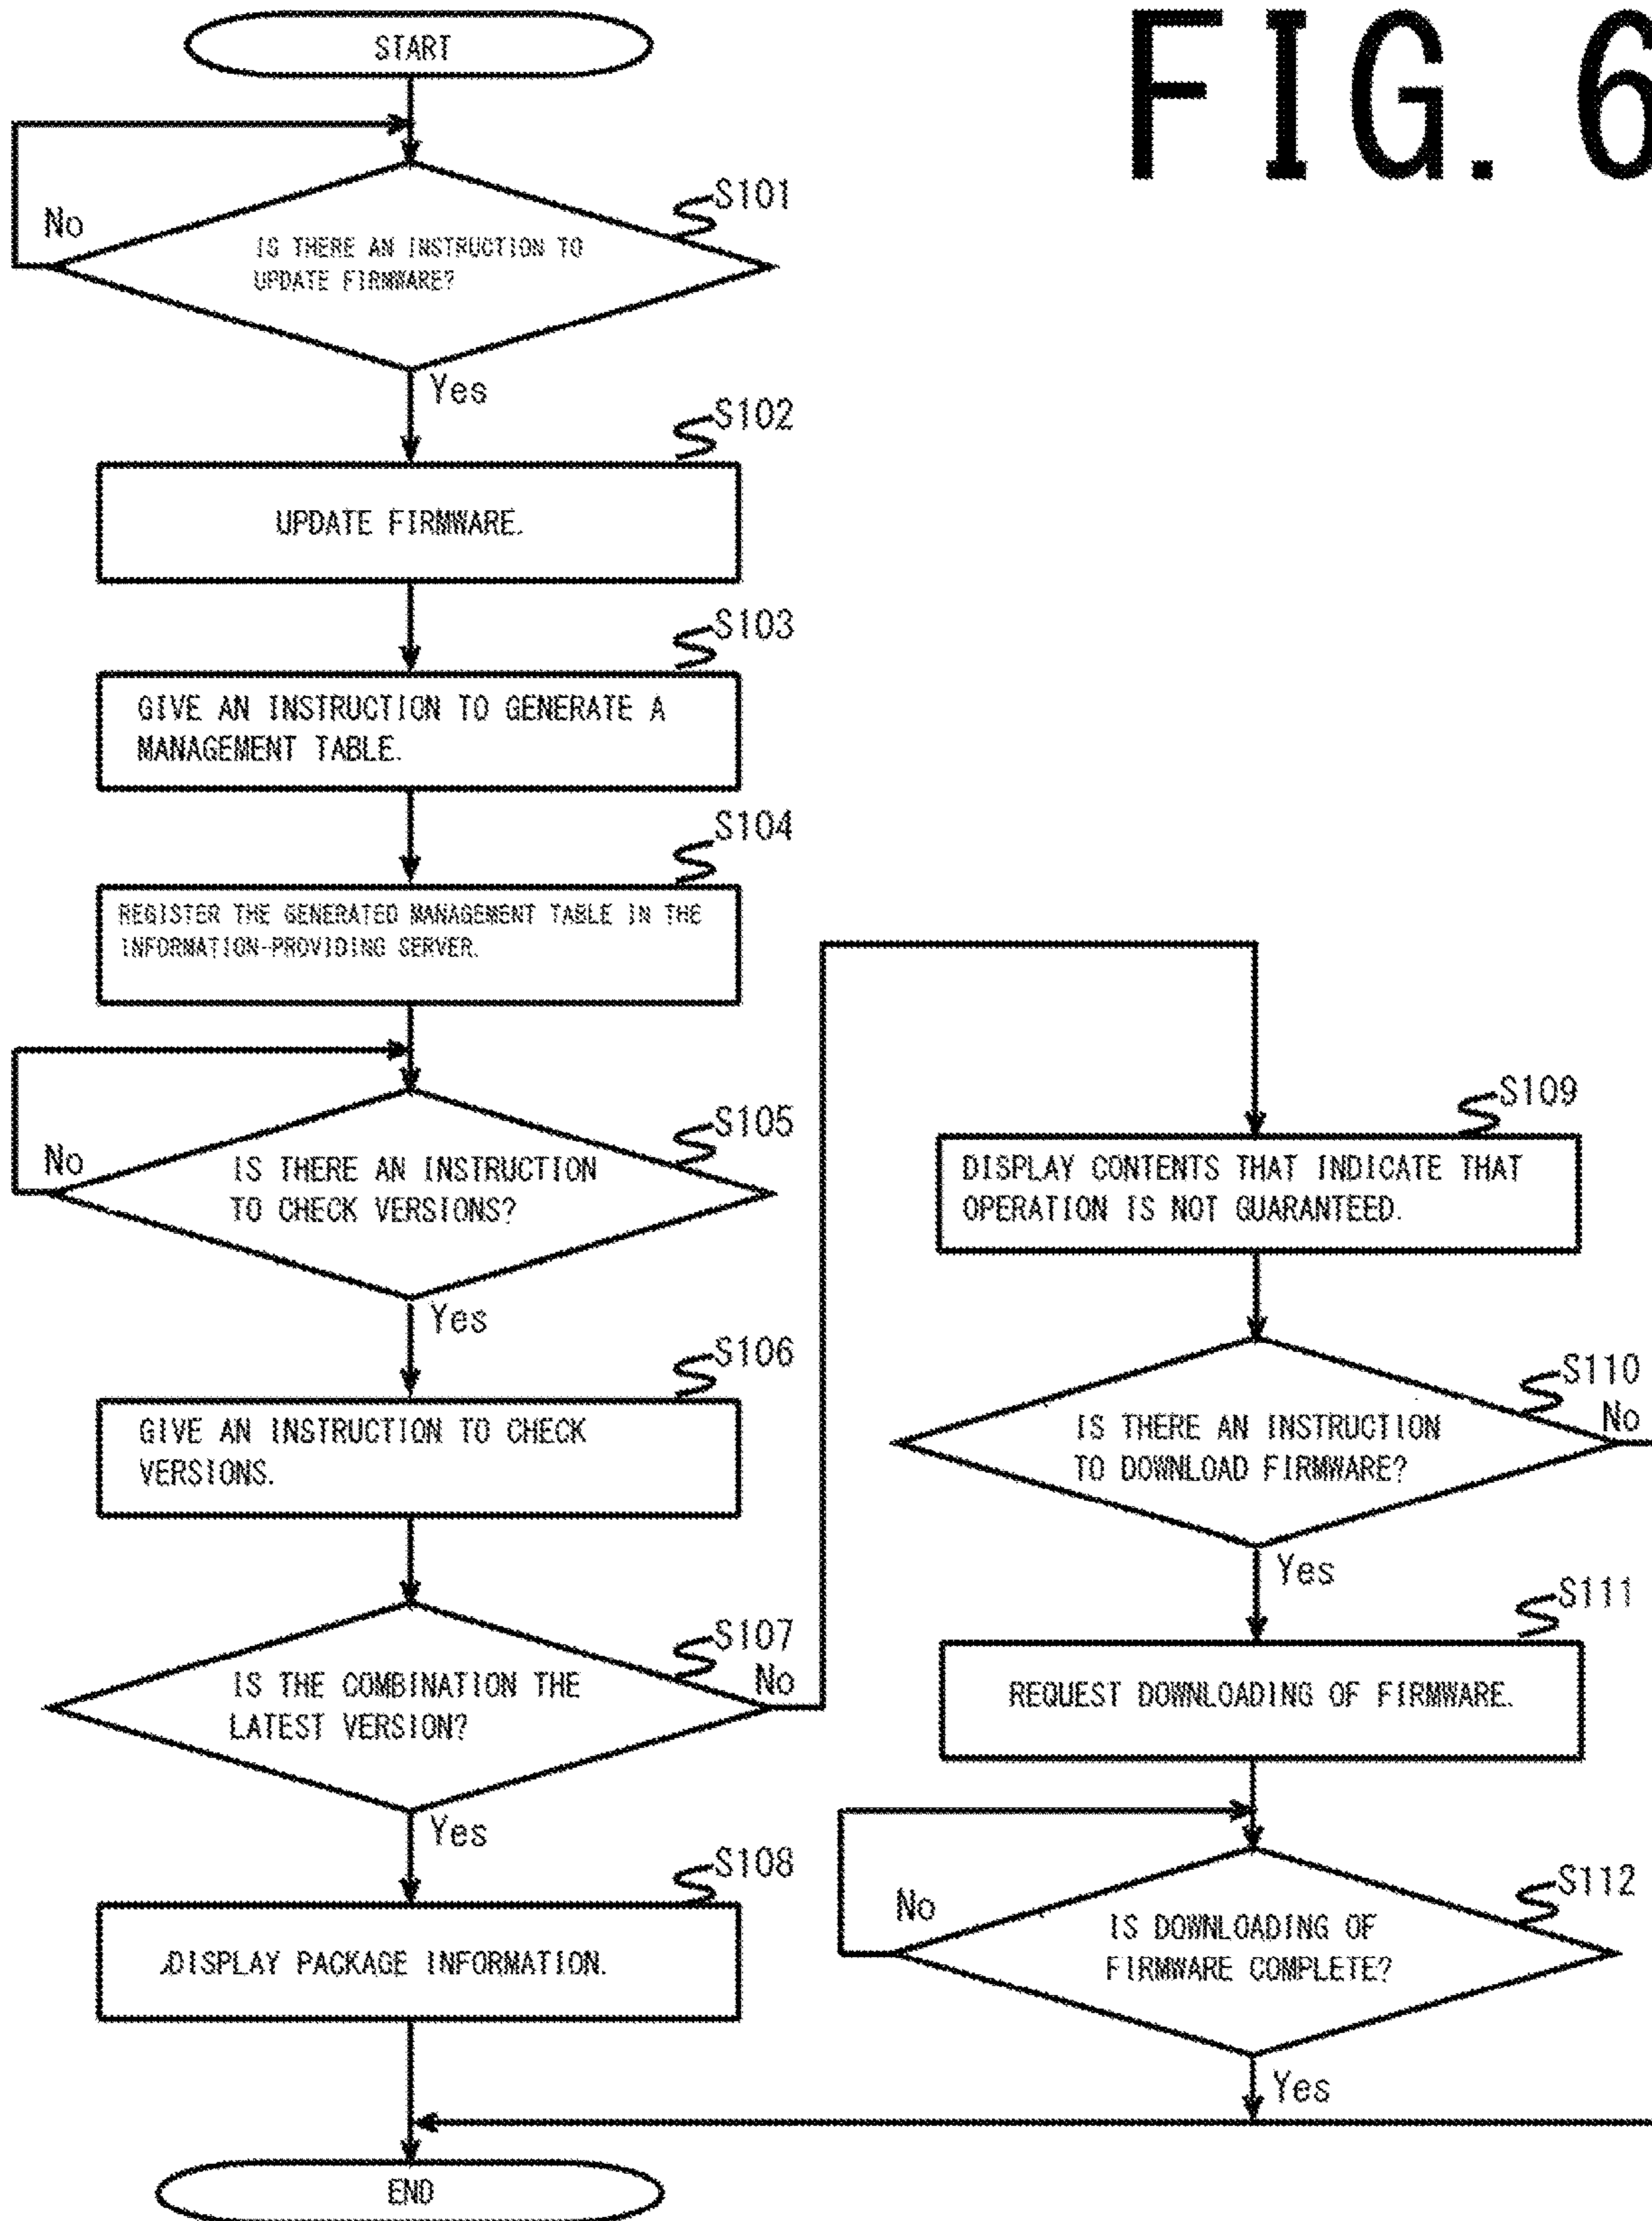 FIG. 6
START
S101
No
IS THERE AN INSTRUCTION TO
UPDATE FIRMWARE?
Yes
S102
UPDATE FIRMWARE.
S103
GIVE AN INSTRUCTION TO GENERATE A
MANAGEMENT TABLE.
S104
REGISTER THE GENERATED MANAGEMENT TABLE IN THE
INFORMATION-PROVIDING SERVER.
S105
No
IS THERE AN INSTRUCTION
TO CHECK VERSIONS?
Yes
S106
GIVE AN INSTRUCTION TO CHECK
VERSIONS.
S107
No
IS THE COMBINATION THE
LATEST VERSION?
Yes
S108
DISPLAY PACKAGE INFORMATION.
S109
DISPLAY CONTENTS THAT INDICATE THAT
OPERATION IS NOT GUARANTEED.
S110
No
IS THERE AN INSTRUCTION
TO DOWNLOAD FIRMWARE?
Yes
S111
REQUEST DOWNLOADING OF FIRMWARE.
S112
No
IS DOWNLOADING OF
FIRMWARE COMPLETE?
Yes
END